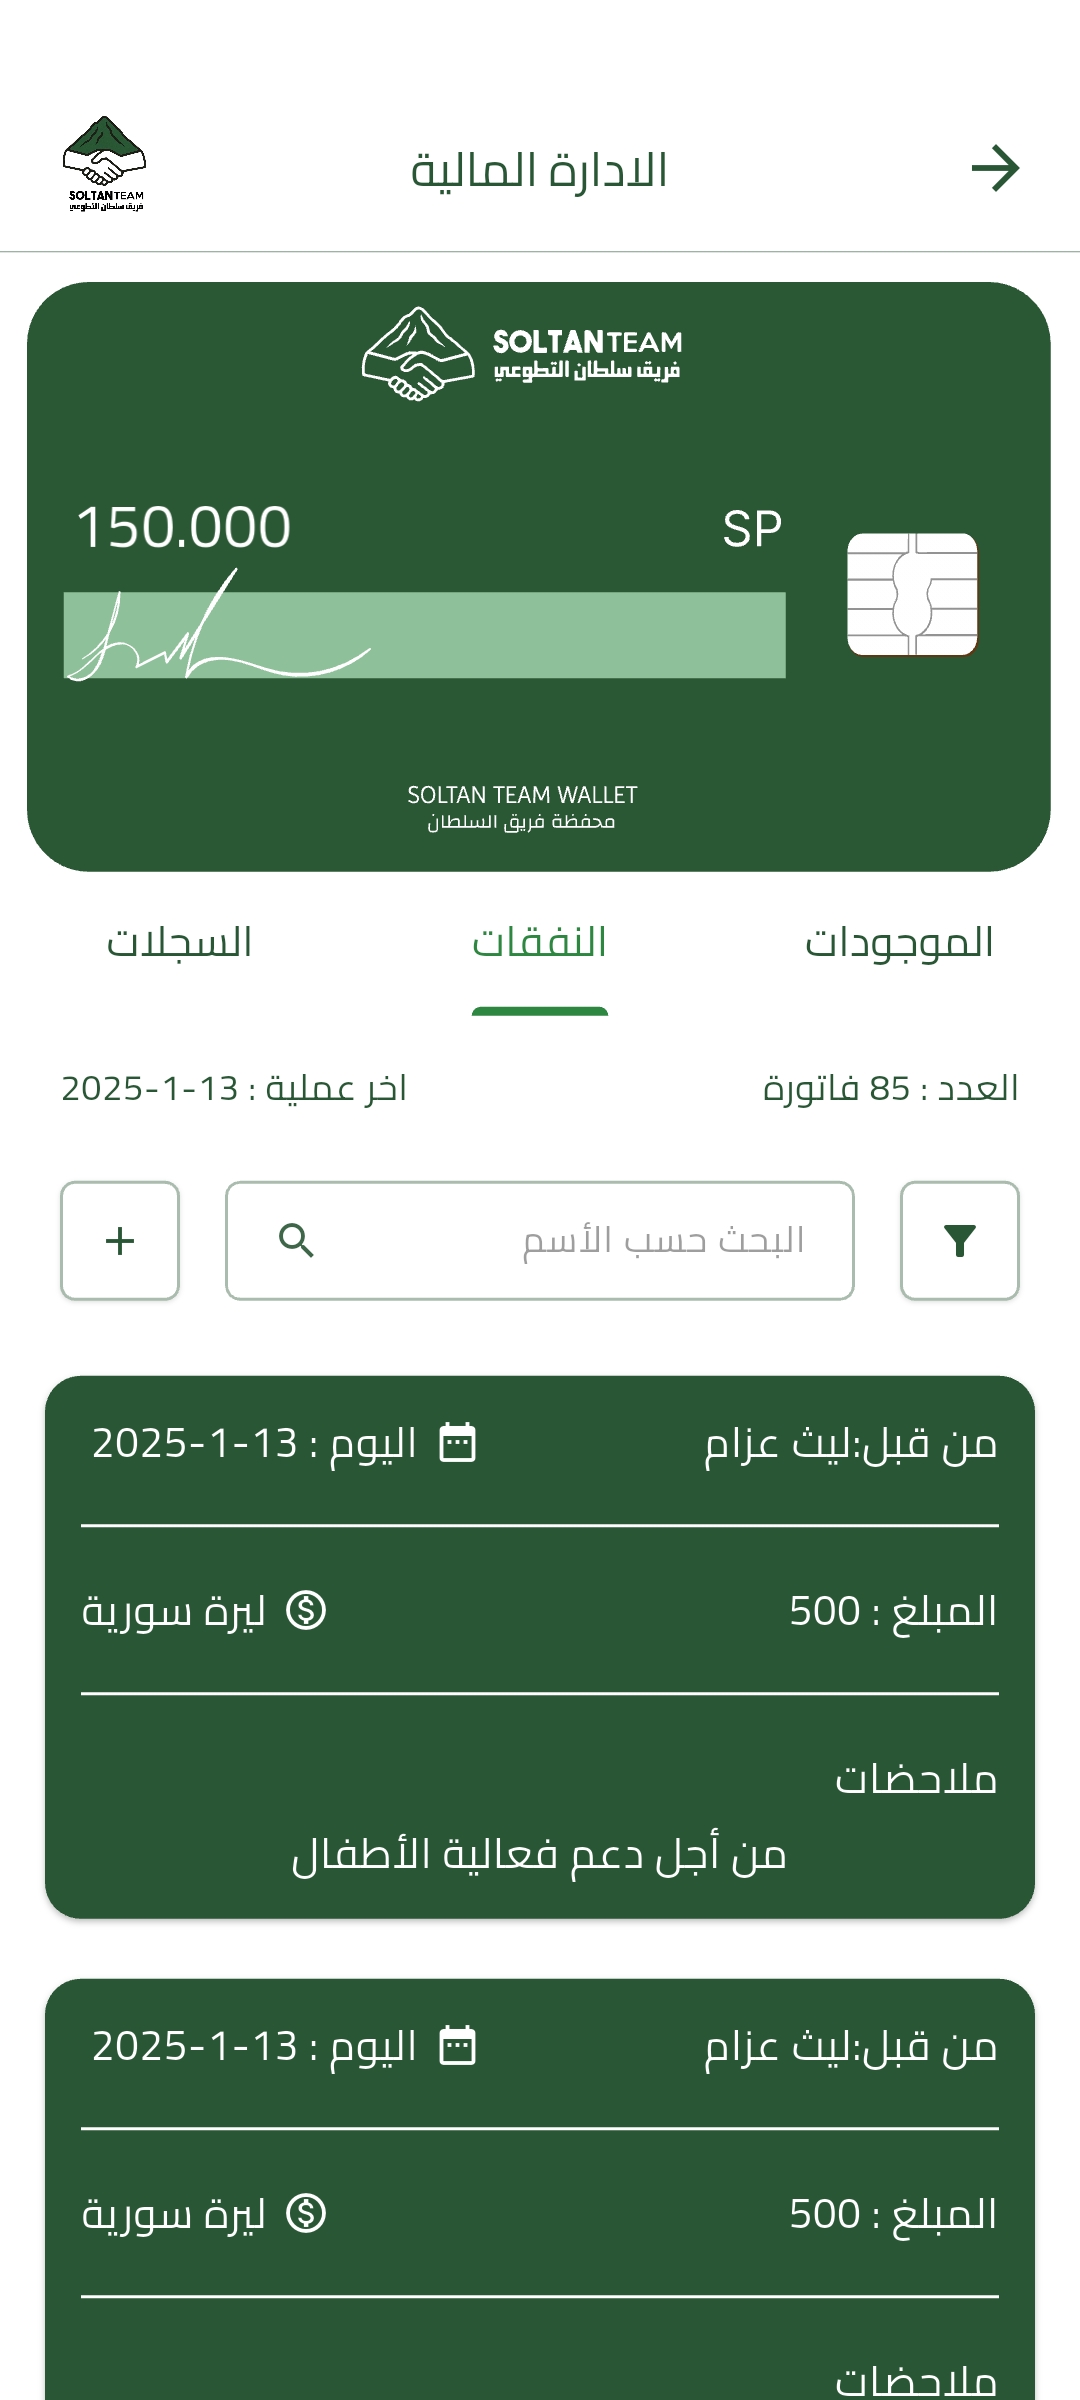 الادارة المالية
SOLTANTEAM
فريق سلطان التطوعي
SOLTANTEAM
فريق سلطان التطوعي
150.000
SP
SOLTAN TEAM WALLET
محفظة فريق السلطان
الموجودات
النفقات
السجلات
العدد : 85 فاتورة
اخر عملية : 13-1-2025
البحث حسب الأسم
من قبل:ليث عزام
اليوم : 13-1-2025
المبلغ : 500
ليرة سورية
ملاحضات
من أجل دعم فعالية الأطفال
من قبل:ليث عزام
اليوم : 13-1-2025
المبلغ : 500
ليرة سورية
ملاحضات